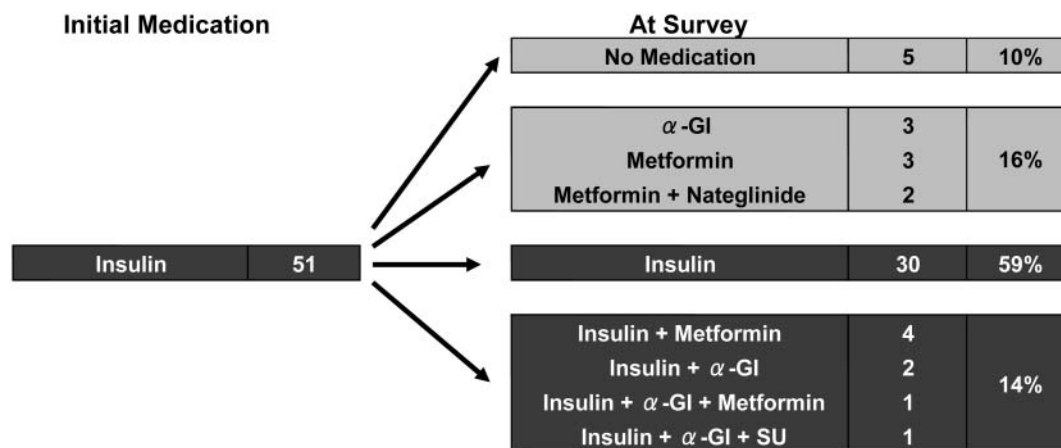 Initial Medication
At Survey
No Medication 5 10%
α-GI 3
Metformin 3 16%
Metformin + Nateglinide 2
Insulin 51
Insulin 30 59%
Insulin + Metformin 4
Insulin + α-GI 2
14%
Insulin + α-GI + Metformin 1
Insulin + α-GI + SU 1